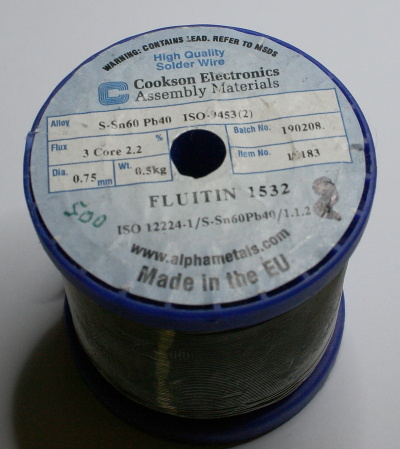 WARNING: CONTAINS LEAD. REFER TO MSDS
High Quality
Solder Wire
Cookson Electronics
Assembly Materials
Alloy S-Sn60 Pb40 ISO-9453(2)
Flux 3 Core 2.2 % Batch No. 190208
Dia. 0.75 mm Wt. 0.5kg Item No.
FLUITIN 1532
500
ISO 12224-1/S-Sn60Pb40/1.1.2
www.alphametals.com
Made in the EU